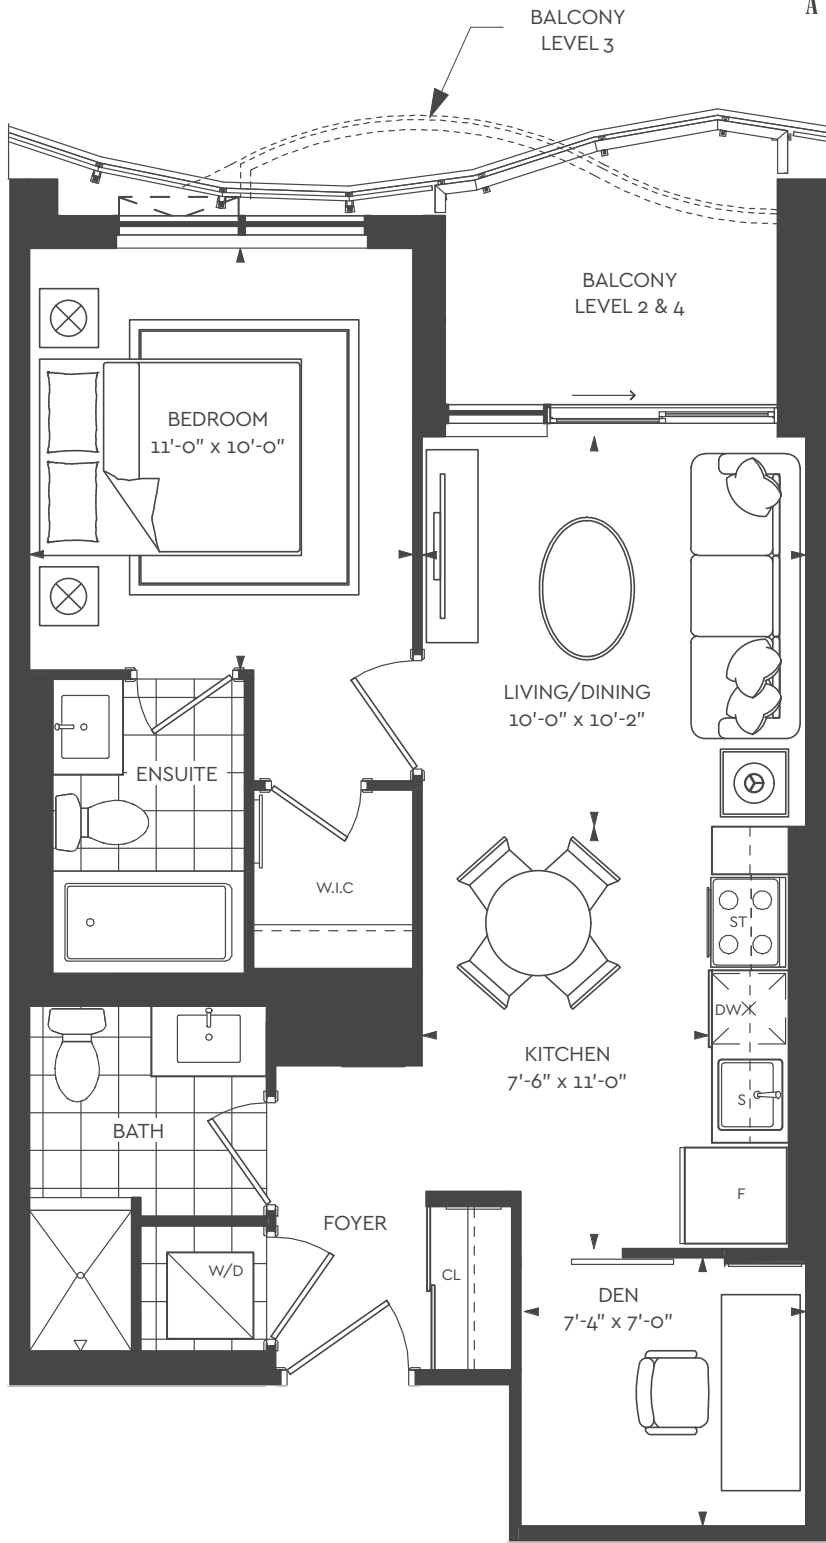 A
BALCONY
LEVEL 3
BALCONY
LEVEL 2 & 4
BEDROOM
11'-0" x 10'-0"
LIVING/DINING
10'-0" x 10'-2"
ENSUITE
W.I.C
ST
DW
KITCHEN
7'-6" x 11'-0"
S
BATH
F
FOYER
W/D
CL
DEN
7'-4" x 7'-0"